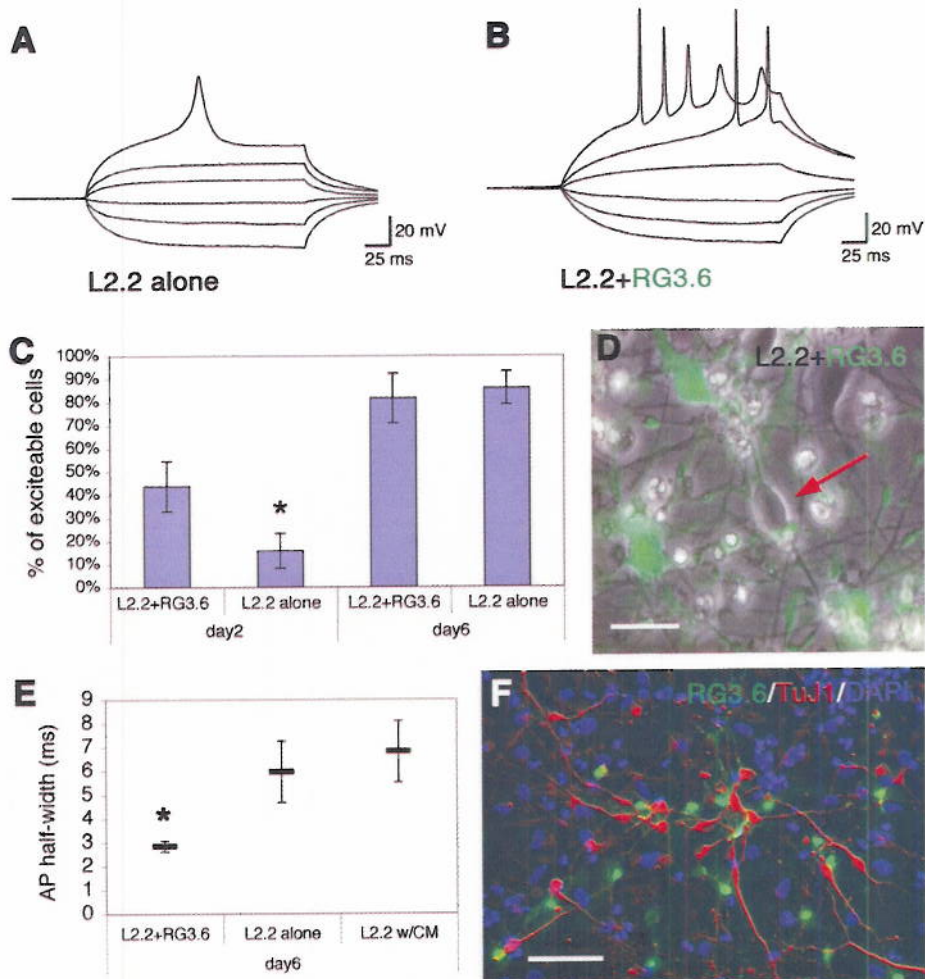 A
20 mV
25 ms
L2.2 alone
B
20 mV
25 ms
L2.2+RG3.6
C
% of exciteable cells
100%
90%
80%
70%
60%
50%
40%
30%
20%
10%
0%
*
L2.2+RG3.6 L2.2 alone L2.2+RG3.6 L2.2 alone
day2 day6
D
L2.2+RG3.6
E
AP half-width (ms)
9
8
7
6
5
4
3
2
1
0
*
L2.2+RG3.6 L2.2 alone L2.2 w/CM
day6
F
RG3.6/TuJ1/DAPI